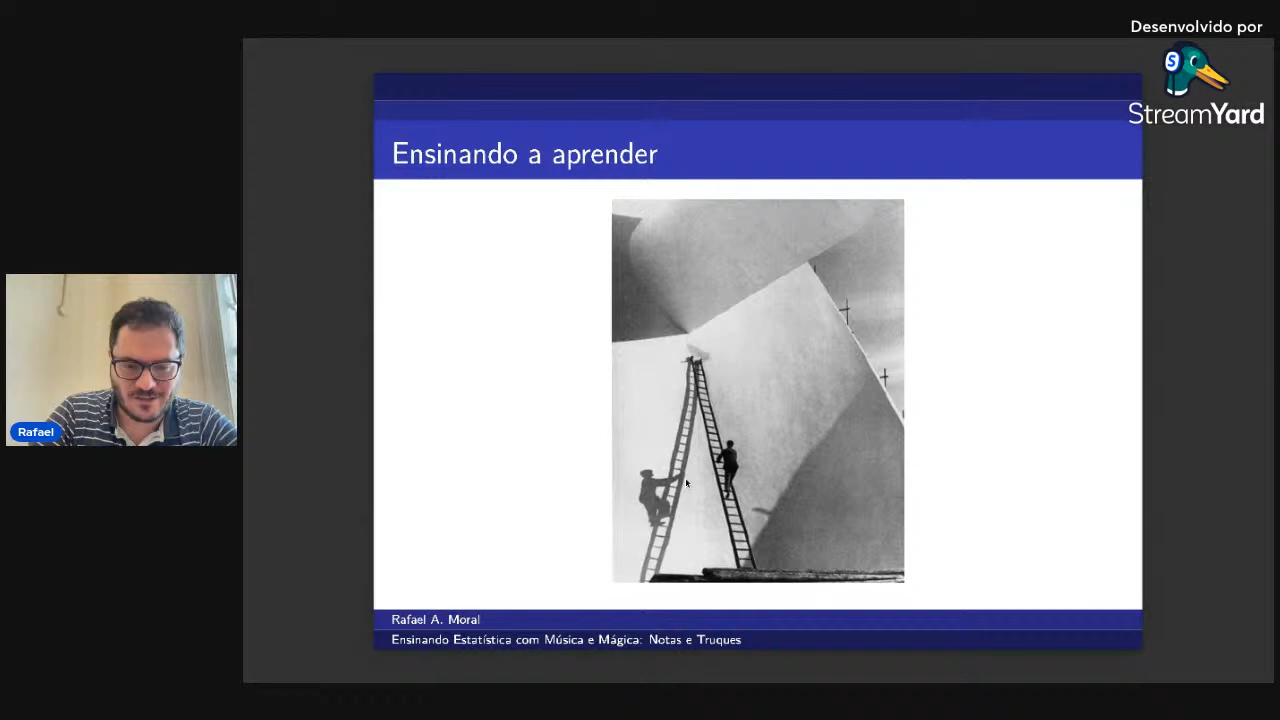 Desenvolvido por
S
StreamYard
Ensinando a aprender
Rafael
Rafael A. Moral
Ensinando Estatística com Música e Mágica: Notas e Truques